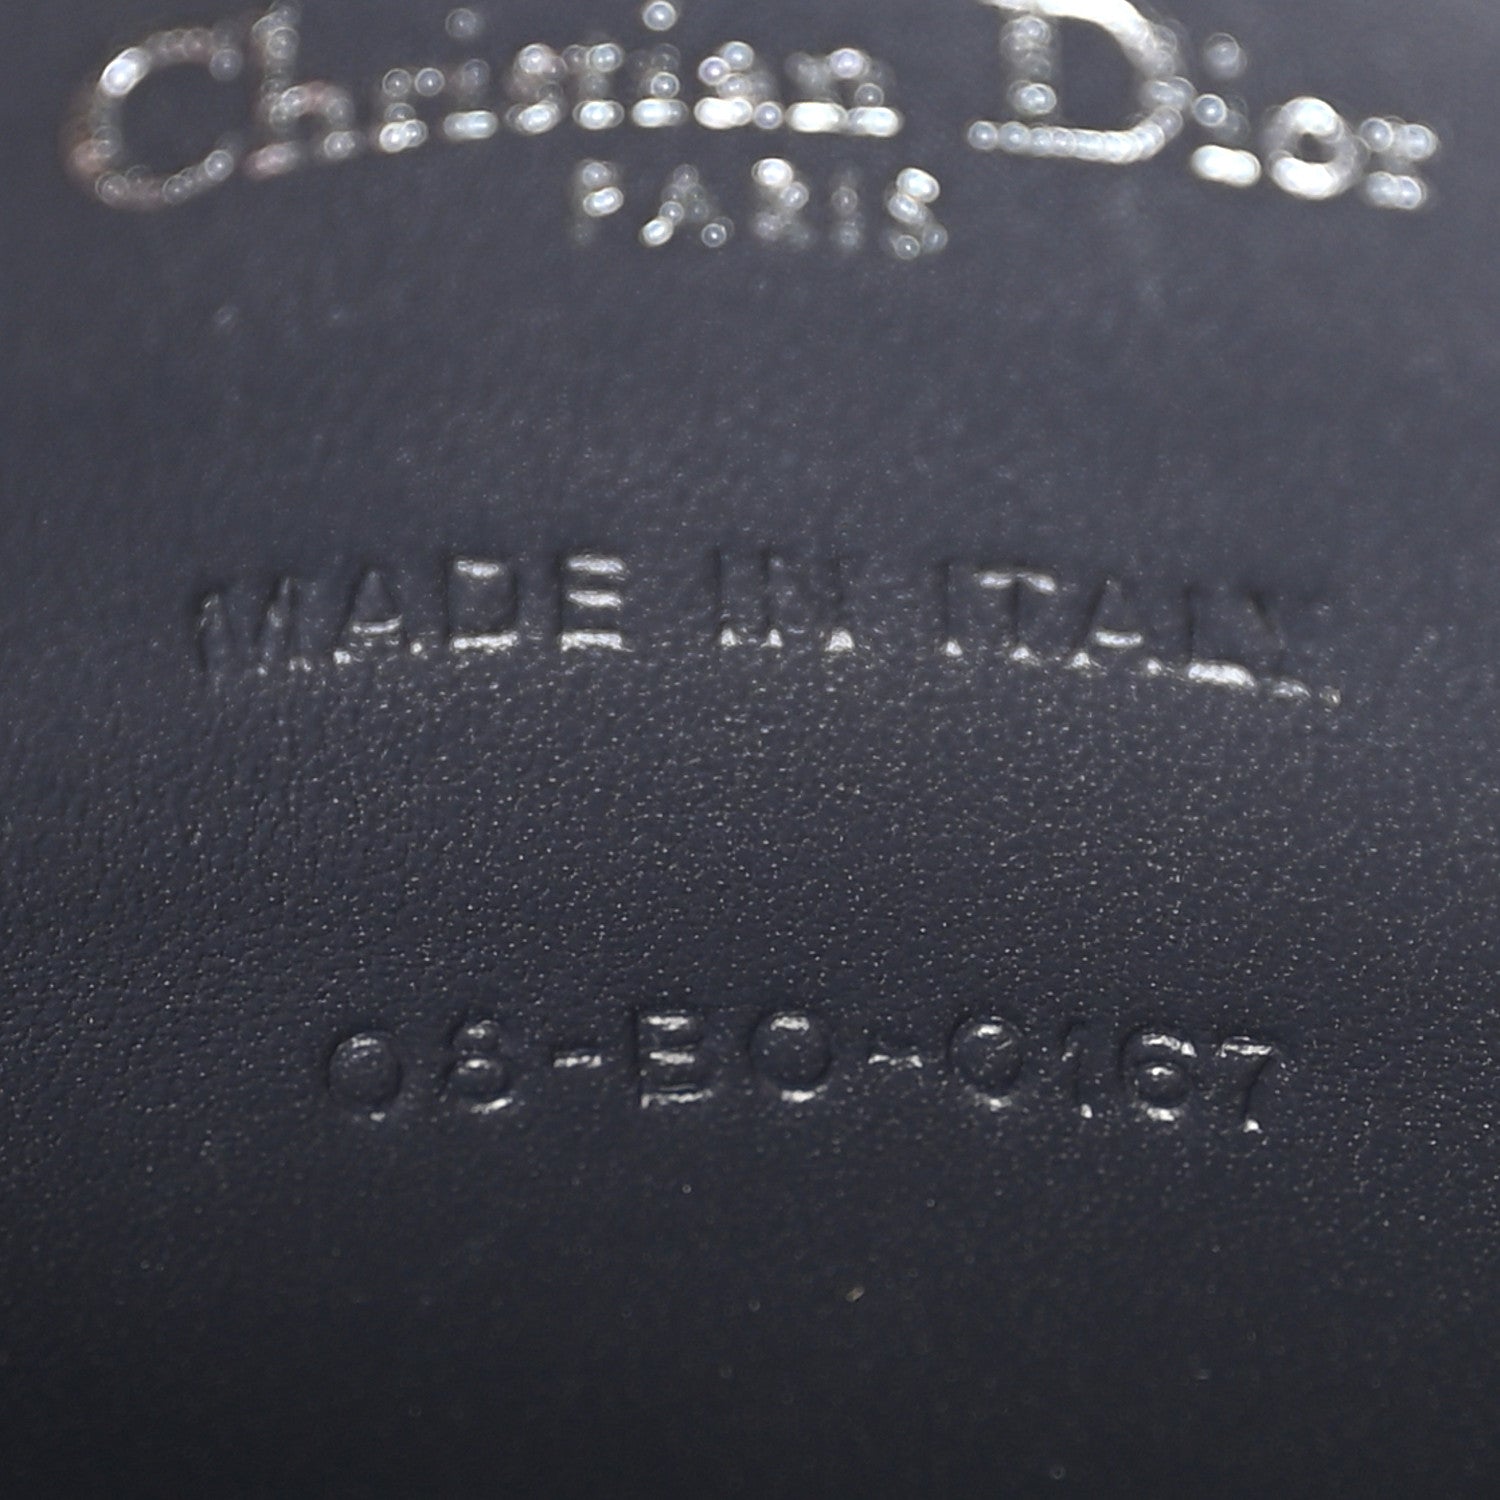 Christian Dior
PARIS
MADE IN ITALY
08-BO-0167